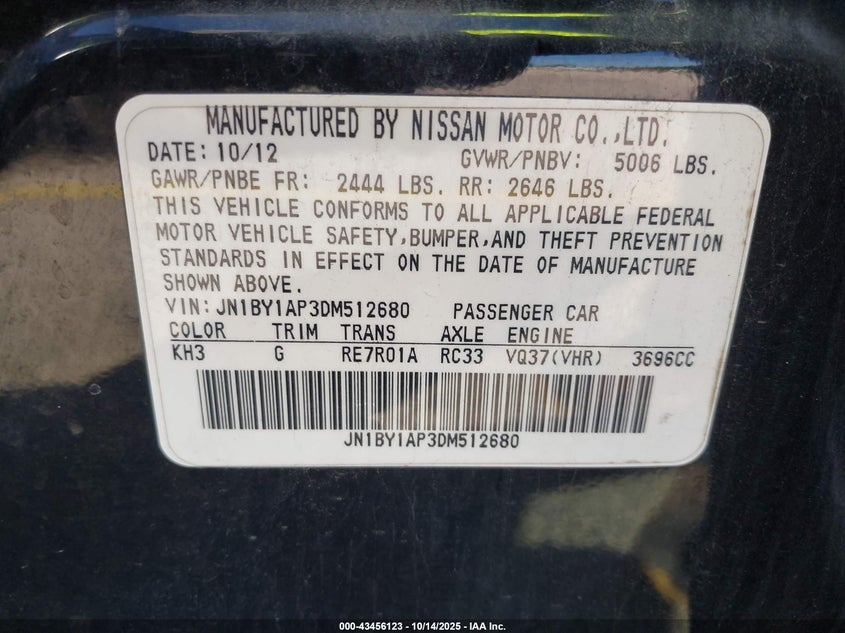 MANUFACTURED BY NISSAN MOTOR CO.,LTD.
DATE: 10/12 GVWR/PNBV: 5006 LBS.
GAWR/PNBE FR: 2444 LBS. RR: 2646 LBS.
THIS VEHICLE CONFORMS TO ALL APPLICABLE FEDERAL
MOTOR VEHICLE SAFETY,BUMPER,AND THEFT PREVENTION
STANDARDS IN EFFECT ON THE DATE OF MANUFACTURE
SHOWN ABOVE.
VIN: JN1BY1AP3DM512680 PASSENGER CAR
COLOR TRIM TRANS AXLE ENGINE
KH3 G RE7R01A RC33 VQ37(VHR) 3696CC
JN1BY1AP3DM512680
000-43456123 - 10/14/2025 - IAA Inc.